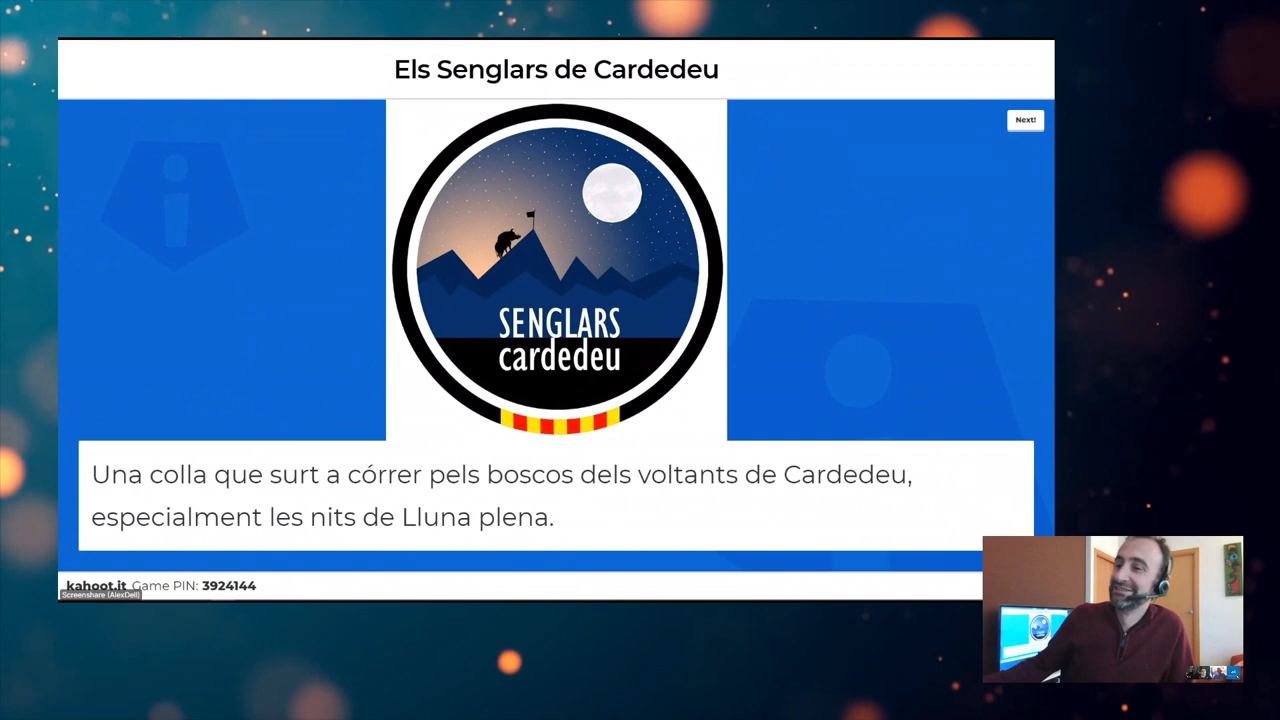 Els Senglars de Cardedeu
Next!
SENGLARS
cardedeu
Una colla que surt a córrer pels boscos dels voltants de Cardedeu,
especialment les nits de Lluna plena.
kahoot.it Game PIN: 3924144
Screenshare (AlexDell)